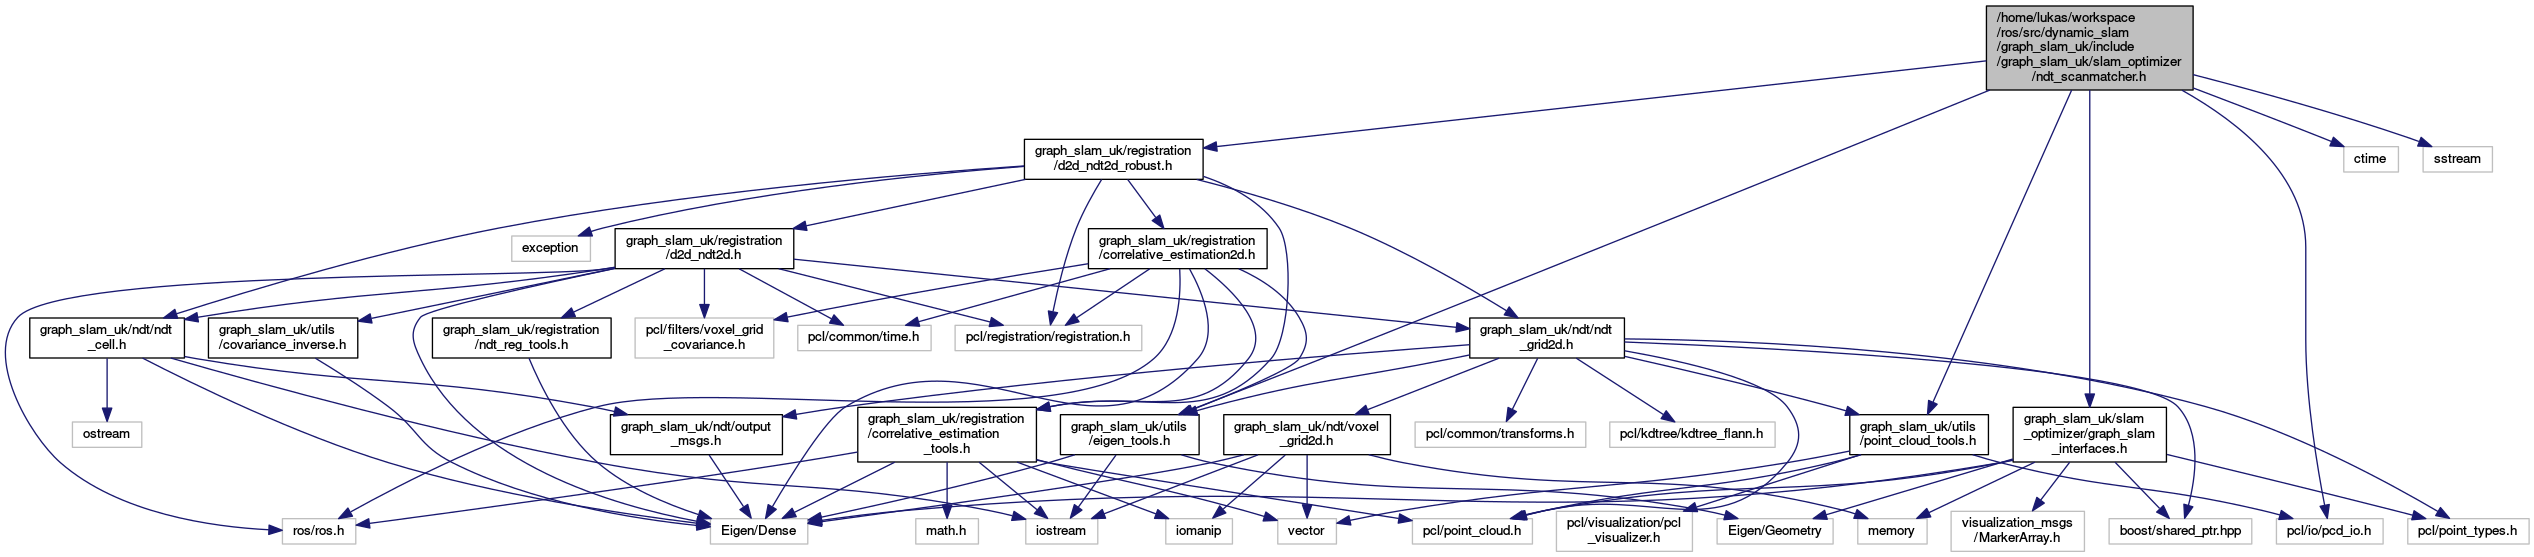 /home/lukas/workspace
/ros/src/dynamic_slam
/graph_slam_uk/include
/graph_slam_uk/slam_optimizer
/ndt_scanmatcher.h
graph_slam_uk/registration
/d2d_ndt2d_robust.h
ctime
sstream
exception
graph_slam_uk/registration
/d2d_ndt2d.h
graph_slam_uk/registration
/correlative_estimation2d.h
graph_slam_uk/ndt/ndt
_cell.h
graph_slam_uk/utils
/covariance_inverse.h
graph_slam_uk/registration
/ndt_reg_tools.h
pcl/filters/voxel_grid
_covariance.h
pcl/common/time.h
pcl/registration/registration.h
graph_slam_uk/ndt/ndt
_grid2d.h
ostream
graph_slam_uk/ndt/output
_msgs.h
graph_slam_uk/registration
/correlative_estimation
_tools.h
graph_slam_uk/utils
/eigen_tools.h
graph_slam_uk/ndt/voxel
_grid2d.h
pcl/common/transforms.h
pcl/kdtree/kdtree_flann.h
graph_slam_uk/utils
/point_cloud_tools.h
graph_slam_uk/slam
_optimizer/graph_slam
_interfaces.h
ros/ros.h
Eigen/Dense
math.h
iostream
iomanip
vector
pcl/point_cloud.h
pcl/visualization/pcl
_visualizer.h
Eigen/Geometry
memory
visualization_msgs
/MarkerArray.h
boost/shared_ptr.hpp
pcl/io/pcd_io.h
pcl/point_types.h